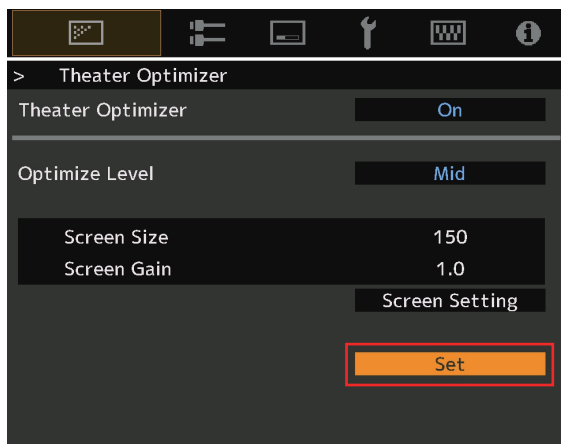 > Theater Optimizer
Theater Optimizer On
Optimize Level Mid
Screen Size 150
Screen Gain 1.0
Screen Setting
Set